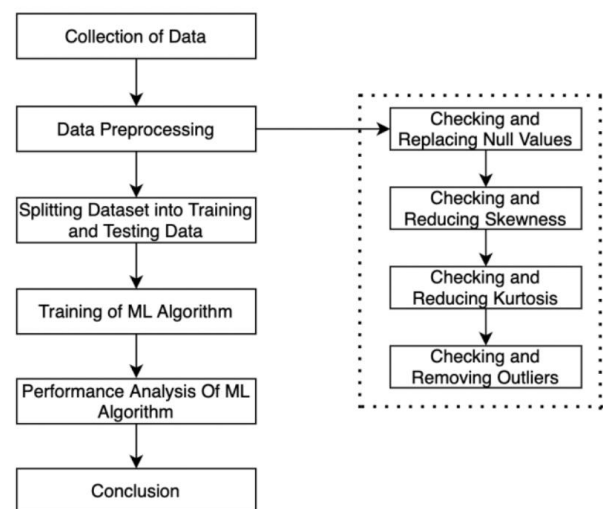 Collection of Data
Data Preprocessing
Splitting Dataset into Training
and Testing Data
Training of ML Algorithm
Performance Analysis Of ML
Algorithm
Conclusion
Checking and
Replacing Null Values
Checking and
Reducing Skewness
Checking and
Reducing Kurtosis
Checking and
Removing Outliers